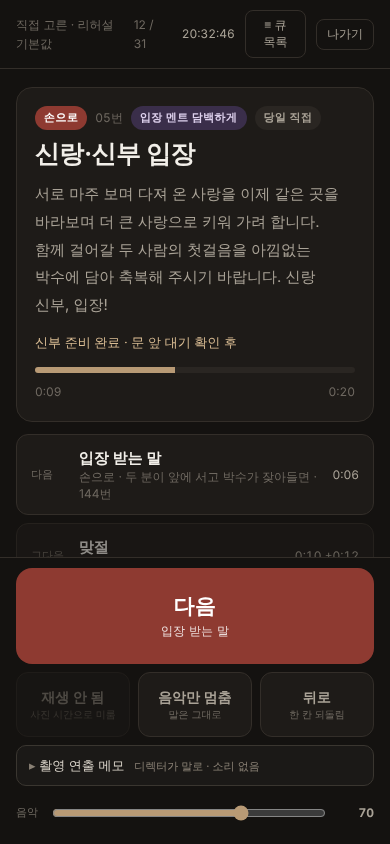 직접 고른 · 리허설 기본값
12 / 31
20:32:46
≡ 큐 목록
나가기
손으로 05번 입장 멘트 담백하게 당일 직접
신랑·신부 입장
서로 마주 보며 다져 온 사랑을 이제 같은 곳을
바라보며 더 큰 사랑으로 키워 가려 합니다.
함께 걸어갈 두 사람의 첫걸음을 아낌없는
박수에 담아 축복해 주시기 바랍니다. 신랑
신부, 입장!
신부 준비 완료 · 문 앞 대기 확인 후
0:09 0:20
다음 입장 받는 말 0:06
손으로 · 두 분이 앞에 서고 박수가 잦아들면 ·
144번
그다음 맞절 0:10 +0:12
다음
입장 받는 말
재생 안 됨 음악만 멈춤 뒤로
사진 시간으로 미룸 말은 그대로 한 칸 되돌림
▸ 촬영 연출 메모 디렉터가 말로 · 소리 없음
음악 70